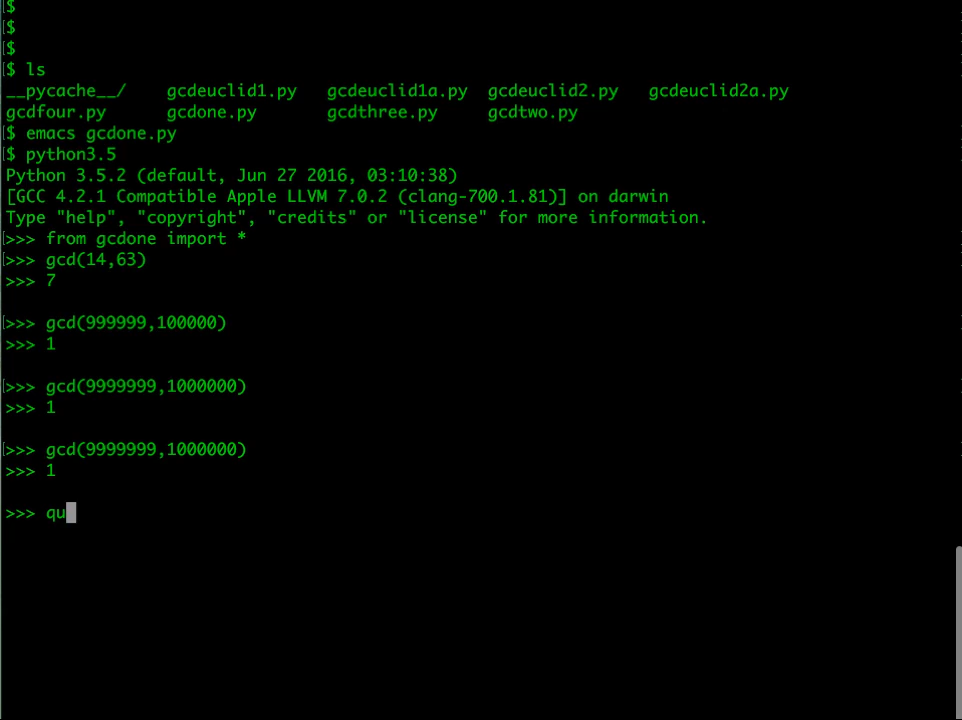 [$
[$
[$
[$ ls
__pycache__/ gcdeuclid1.py gcdeuclid1a.py gcdeuclid2.py gcdeuclid2a.py
gcdfour.py gcdone.py gcdthree.py gcdtwo.py
[$ emacs gcdone.py
[$ python3.5
Python 3.5.2 (default, Jun 27 2016, 03:10:38)
[GCC 4.2.1 Compatible Apple LLVM 7.0.2 (clang-700.1.81)] on darwin
Type "help", "copyright", "credits" or "license" for more information.
[>>> from gcdone import *
[>>> gcd(14,63)
>>> 7
[>>> gcd(999999,100000)
>>> 1
[>>> gcd(9999999,1000000)
>>> 1
[>>> gcd(9999999,1000000)
>>> 1
>>> qu